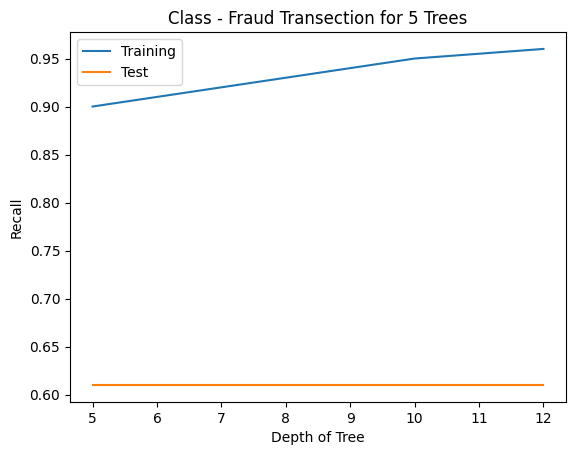 Class - Fraud Transection for 5 Trees
Training
Test
0.95
0.90
0.85
0.80
0.75
0.70
0.65
0.60
Recall
5 6 7 8 9 10 11 12
Depth of Tree